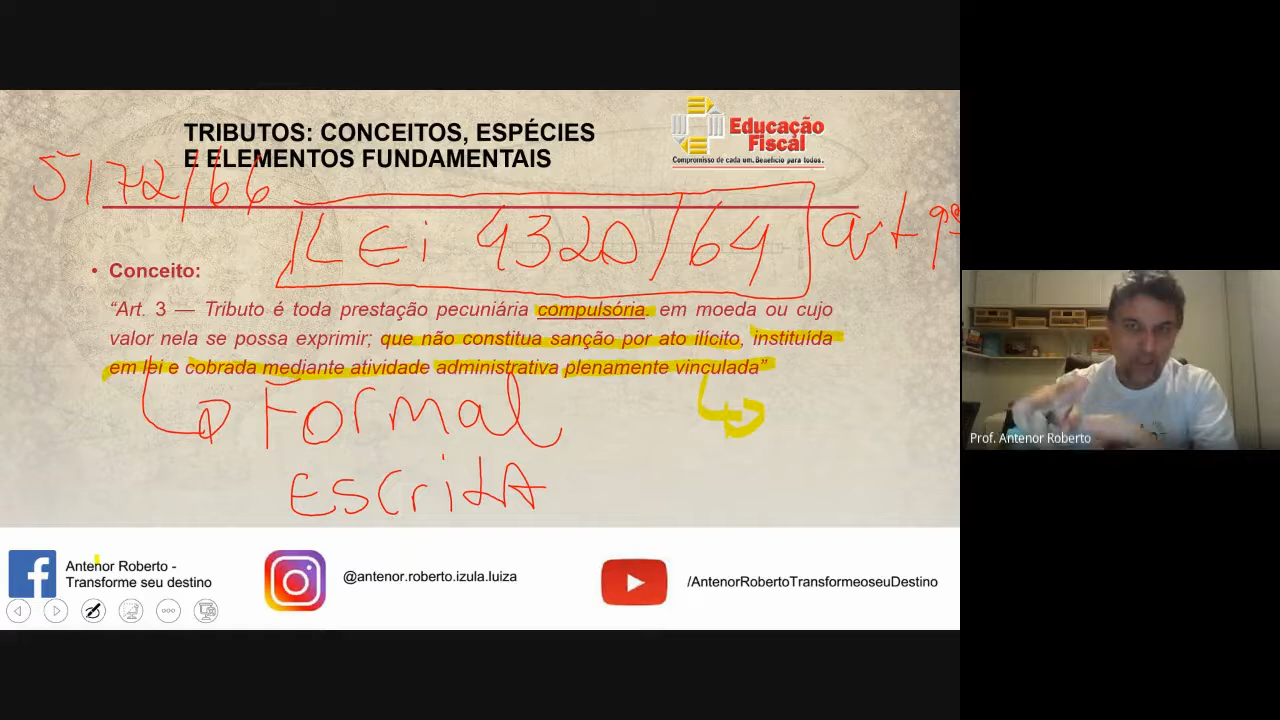 TRIBUTOS: CONCEITOS, ESPÉCIES
E ELEMENTOS FUNDAMENTAIS
Educação
Fiscal
Compromisso de cada um. Benefício para todos.
5172/66
LEi 4320/64 art 9º
• Conceito:
“Art. 3 — Tributo é toda prestação pecuniária compulsória. em moeda ou cujo
valor nela se possa exprimir; que não constitua sanção por ato ilícito, instituída
em lei e cobrada mediante atividade administrativa plenamente vinculada”
Formal
EscritA
Prof. Antenor Roberto
Antenor Roberto -
Transforme seu destino
@antenor.roberto.izula.luiza
/AntenorRobertoTransformeoseuDestino